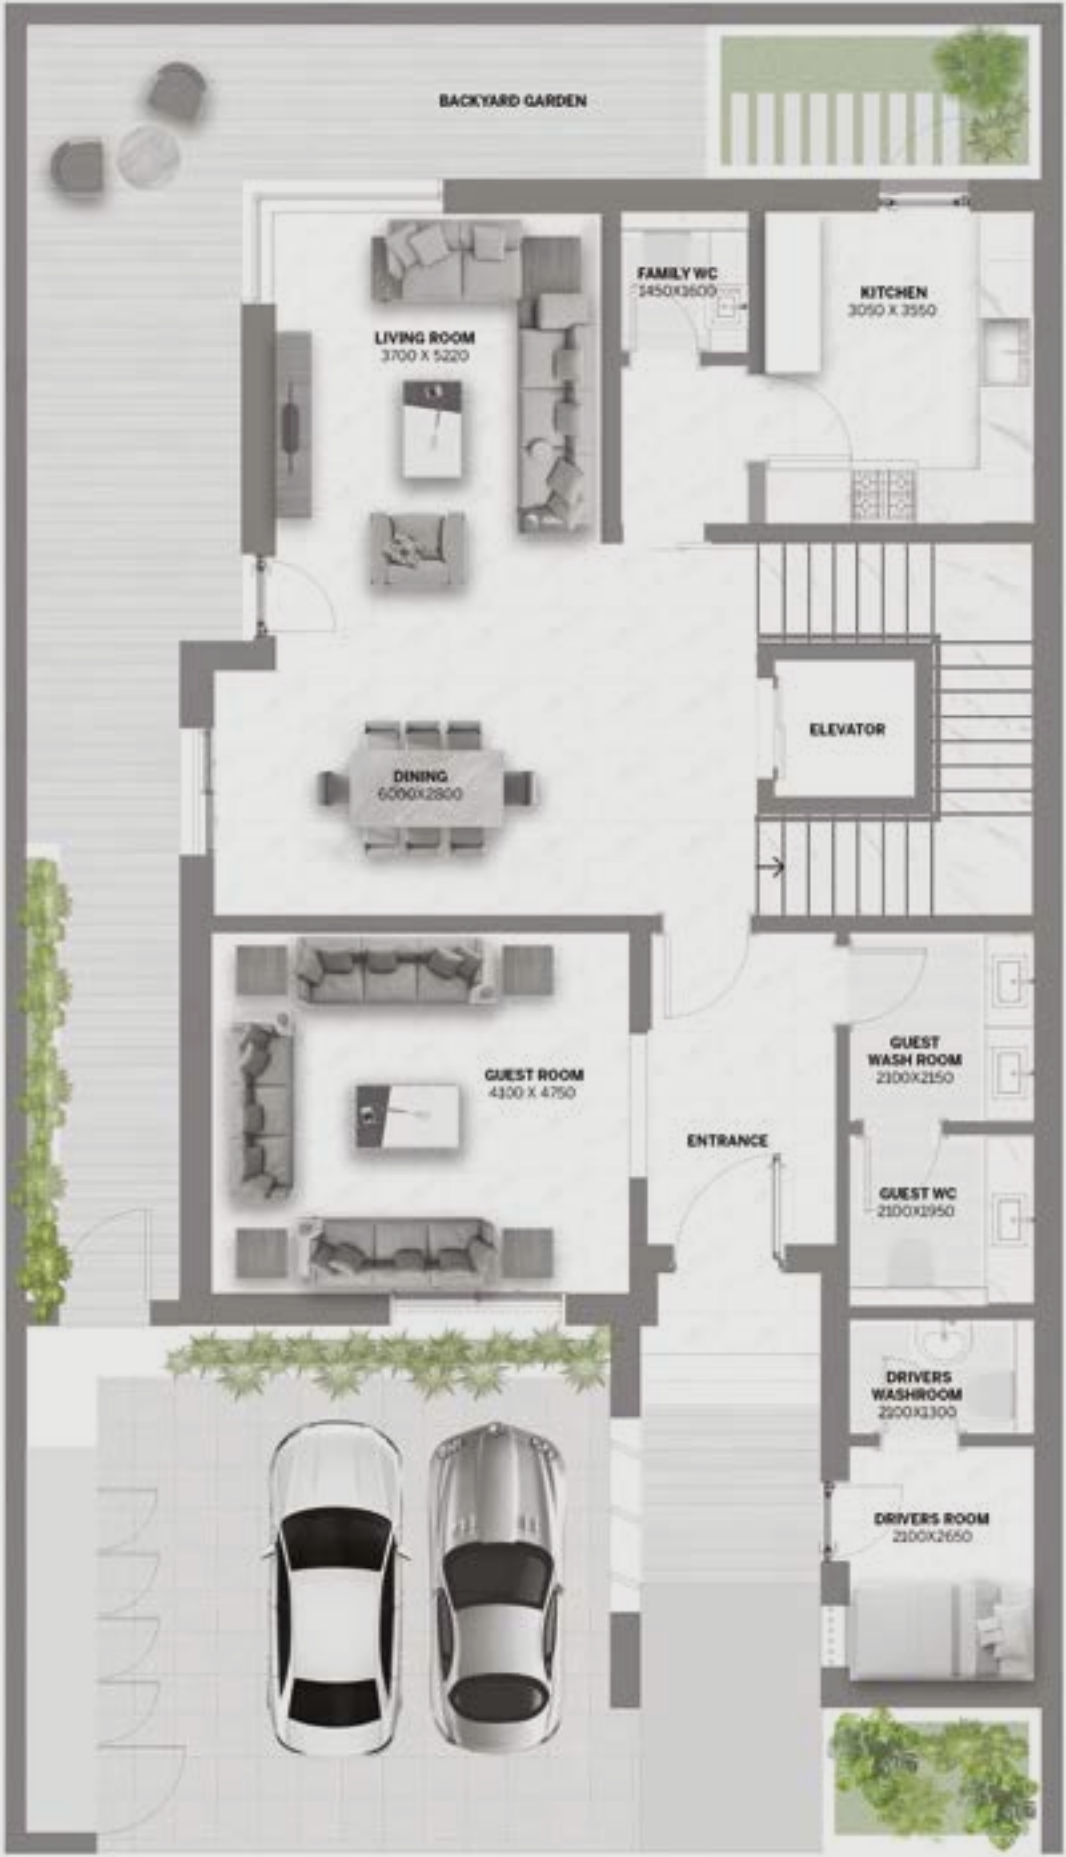 BACKYARD GARDEN
FAMILY WC
1450X1600
KITCHEN
3050 X 3550
LIVING ROOM
3700 X 5220
ELEVATOR
DINING
6000X2800
GUEST
WASH ROOM
2100X2150
GUEST ROOM
4100 X 4750
ENTRANCE
GUEST WC
2100X1950
DRIVERS
WASHROOM
2100X1300
DRIVERS ROOM
2100X2650